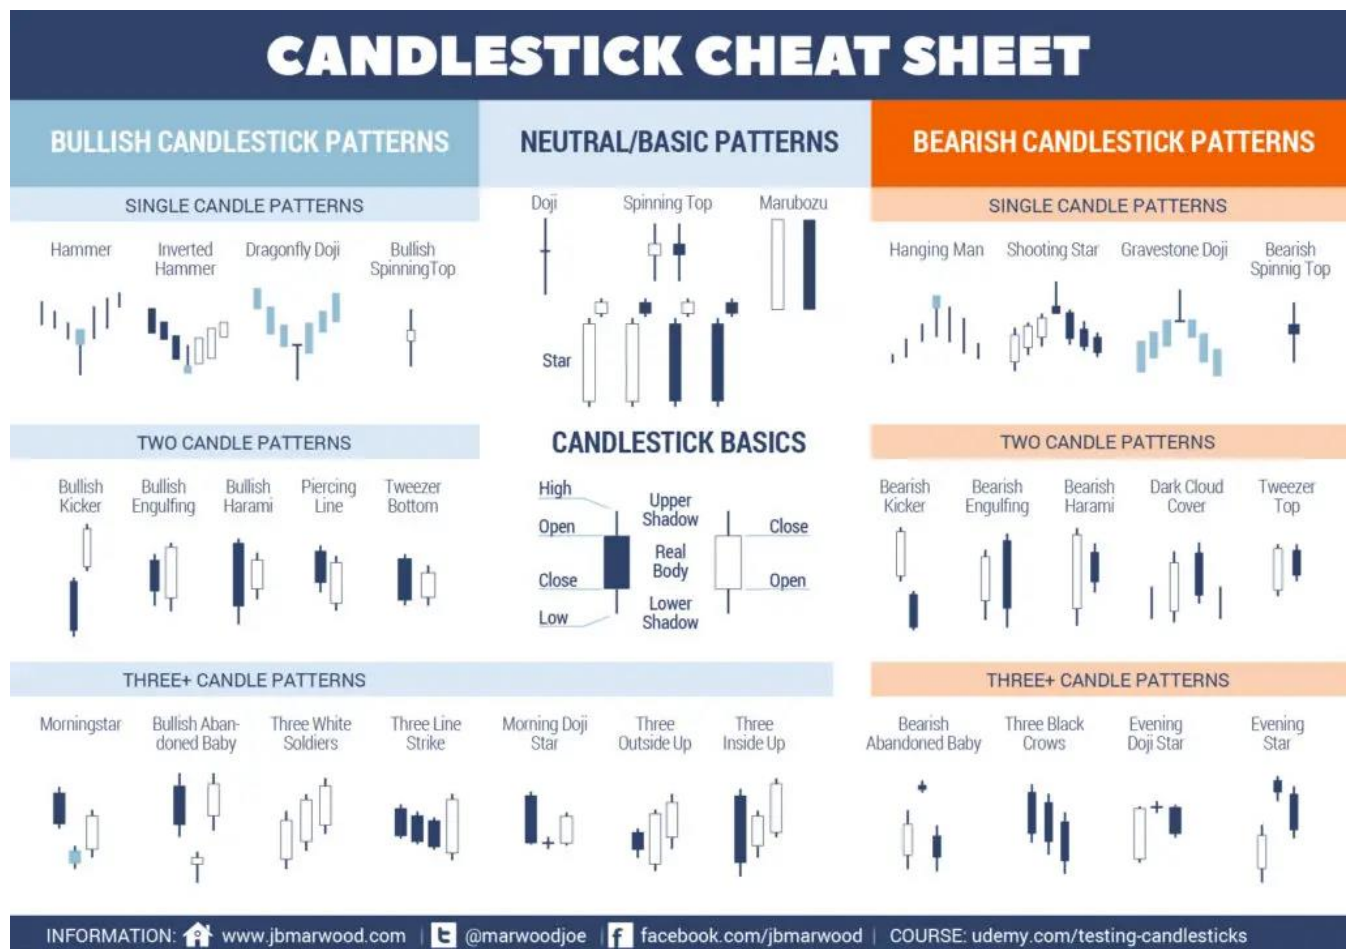 CANDLESTICK CHEAT SHEET
BULLISH CANDLESTICK PATTERNS
SINGLE CANDLE PATTERNS
Hammer
Inverted
Hammer
Dragonfly Doji
Bullish
SpinningTop
TWO CANDLE PATTERNS
Bullish
Kicker
Bullish
Engulfing
Bullish
Harami
Piercing
Line
Tweezer
Bottom
NEUTRAL/BASIC PATTERNS
Doji
Spinning Top
Marubozu
Star
CANDLESTICK BASICS
High
Open
Close
Low
Upper
Shadow
Real
Body
Lower
Shadow
Close
Open
BEARISH CANDLESTICK PATTERNS
SINGLE CANDLE PATTERNS
Hanging Man
Shooting Star
Gravestone Doji
Bearish
Spinnig Top
TWO CANDLE PATTERNS
Bearish
Kicker
Bearish
Engulfing
Bearish
Harami
Dark Cloud
Cover
Tweezer
Top
THREE+ CANDLE PATTERNS
Morningstar
Bullish Aban-
doned Baby
Three White
Soldiers
Three Line
Strike
Morning Doji
Star
Three
Outside Up
Three
Inside Up
THREE+ CANDLE PATTERNS
Bearish
Abandoned Baby
Three Black
Crows
Evening
Doji Star
Evening
Star
INFORMATION: www.jbmarwood.com | @marwoodjoe | facebook.com/jbmarwood | COURSE: udemy.com/testing-candlesticks